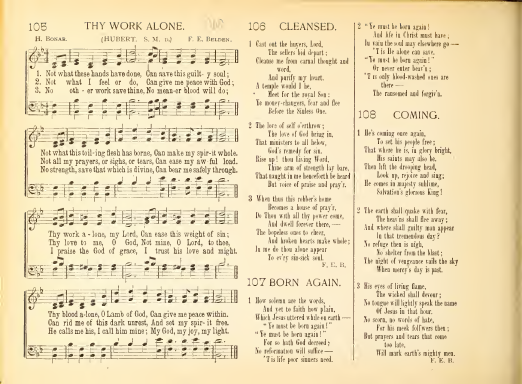 105 THY WORK ALONE.
H. BONAR. (HUBERT. S. M. D.) F. E. BELDEN.
1. Not what these hands have done, Can save this guilt-y soul;
2. Not what I feel or do, Can give me peace with God;
3. No oth-er work save thine, No mean-er blood will do;
Not what this toil-ing flesh has borne, Can make my spir-it whole.
Not all my prayers, or sighs, or tears, Can ease my aw-ful load.
No strength, save that which is divine, Can bear me safely through.
Thy work a-lone, my Lord, Can ease this weight of sin;
Thy love to me, O God, Not mine, O Lord, to thee,
I praise the God of grace, I trust his love and might.
Thy blood a-lone, O Lamb of God, Can give me peace within.
Can rid me of this dark unrest, And set my spir-it free.
He calls me his, I call him mine; My God, my joy, my light.
106 CLEANSED.
1 Cast out the buyers, Lord,
The sellers bid depart;
Cleanse me from carnal thought and
word,
And purify my heart.
A temple would I be,
Meet for the royal Son;
Ye money-changers, fear and flee
Before the Sinless One.
2 The love of self o'erthrow;
The love of God bring in,
That ministers to all below,
God's remedy for sin.
Rise up! thou living Word,
Thine arm of strength lay bare,
That naught in me henceforth be heard
But voice of praise and pray'r.
3 When thus this robber's home
Becomes a house of pray'r,
Do Thou with all thy power come,
And dwell forever there,
The hopeless ones to cheer,
And broken hearts make whole;
In me do thou alone appear
To ev'ry sin-sick soul.
F. E. B.
107 BORN AGAIN.
1 How solemn are the words,
And yet to faith how plain,
Which Jesus uttered while on earth—
"Ye must be born again!"
"Ye must be born again!"
For so hath God decreed;
No reformation will suffice—
'Tis life poor sinners need.
2 "Ye must be born again!
And life in Christ must have;
In vain the soul may elsewhere go—
'Tis He alone can save.
"Ye must be born again!"
Or never enter heav'n;
'Tis only blood-washed ones are
there—
The ransomed and forgiv'n.
108 COMING.
1 He's coming once again,
To set his people free;
That where he is, in glory bright,
His saints may also be.
Then lift the drooping head,
Look up, rejoice and sing;
He comes in majesty sublime,
Salvation's glorious King!
2 The earth shall quake with fear,
The heav'ns shall flee away;
And where shall guilty man appear
In that tremendous day?
No refuge then is nigh,
No shelter from the blast;
The night of vengeance veils the sky
When mercy's day is past.
3 His eyes of living flame,
The wicked shall devour;
No tongue will lightly speak the name
Of Jesus in that hour.
No scorn, no words of hate,
For his meek foll'wers then;
But prayers and tears that come
too late,
Will mark earth's mighty men.
F. E. B.